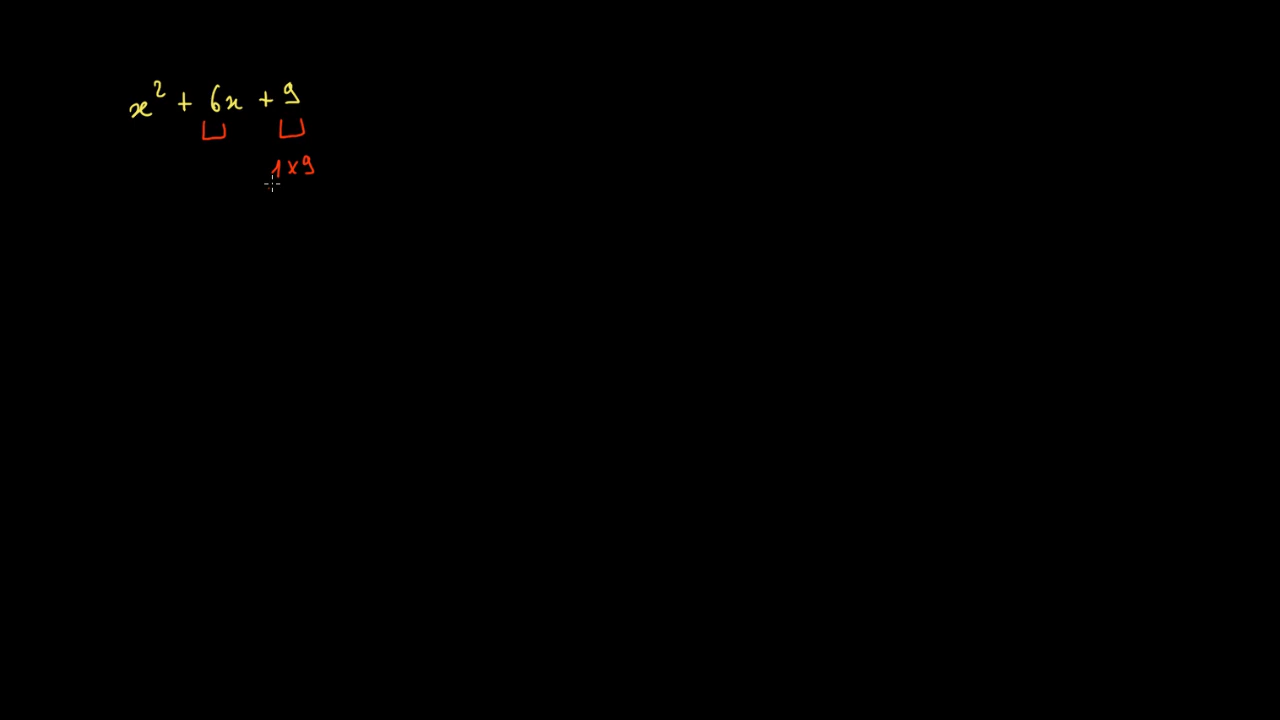 x² + 6x + 9
1 x 9